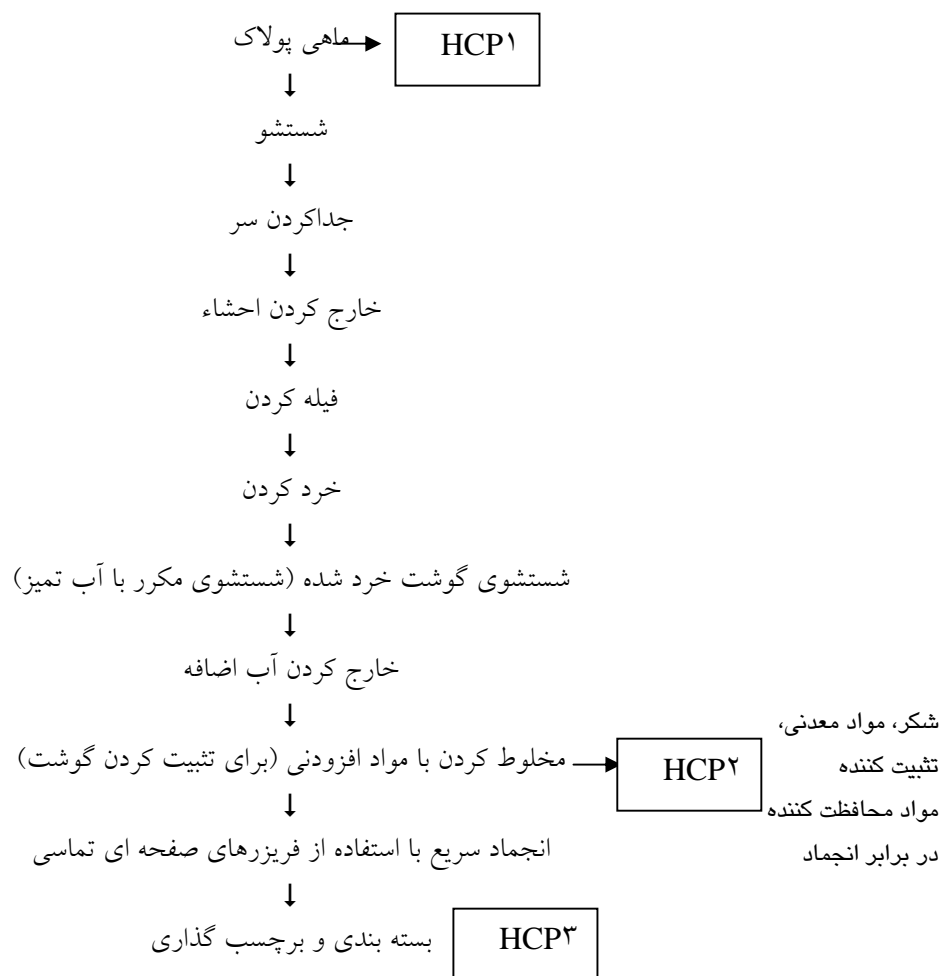 ماهی پولاک
HCP۱
شستشو
جداکردن سر
خارج کردن احشاء
فیله کردن
خرد کردن
شستشوی گوشت خرد شده (شستشوی مکرر با آب تمیز)
خارج کردن آب اضافه
مخلوط کردن با مواد افزودنی (برای تثبیت کردن گوشت)
HCP۲
شکر، مواد معدنی،
تثبیت کننده
مواد محافظت کننده
در برابر انجماد
انجماد سریع با استفاده از فریزرهای صفحه ای تماسی
بسته بندی و برچسب گذاری
HCP۳